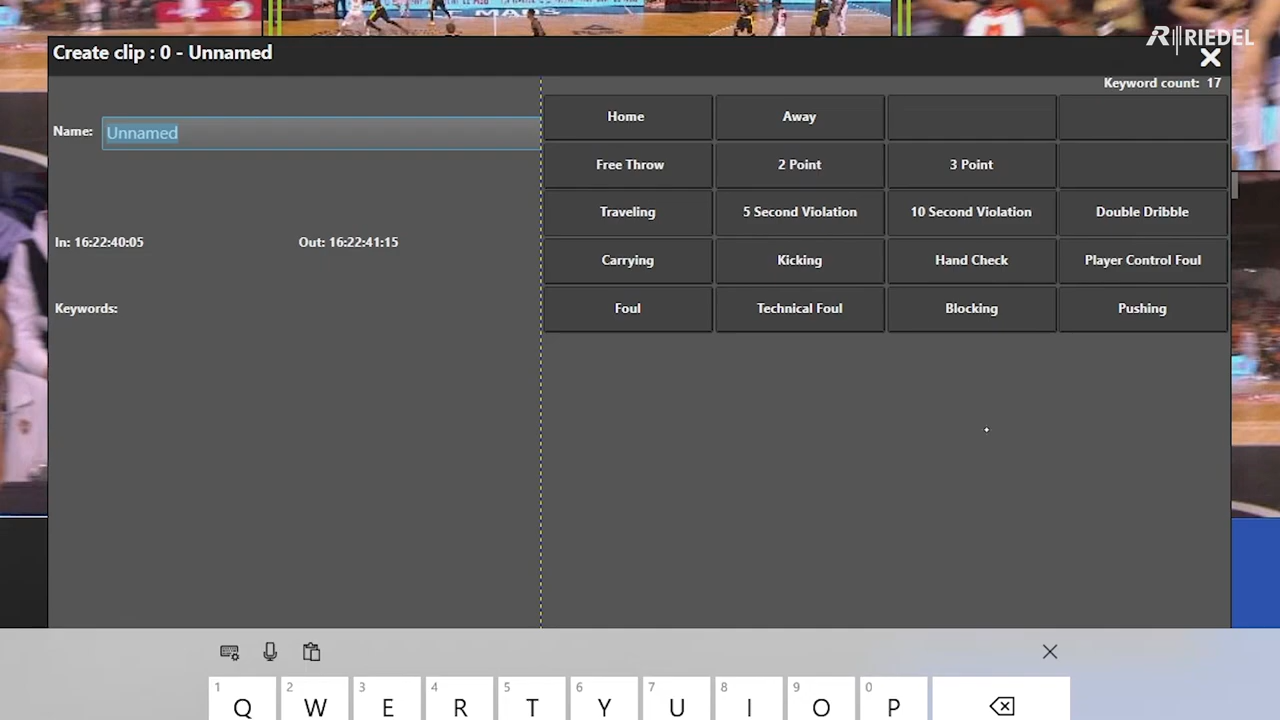 RIEDEL
Create clip : 0 - Unnamed
Keyword count: 17
Name: Unnamed
In: 16:22:40:05 Out: 16:22:41:15
Keywords:
Home Away
Free Throw 2 Point 3 Point
Traveling 5 Second Violation 10 Second Violation Double Dribble
Carrying Kicking Hand Check Player Control Foul
Foul Technical Foul Blocking Pushing
1 2 3 4 5 6 7 8 9 0
Q W E R T Y U I O P